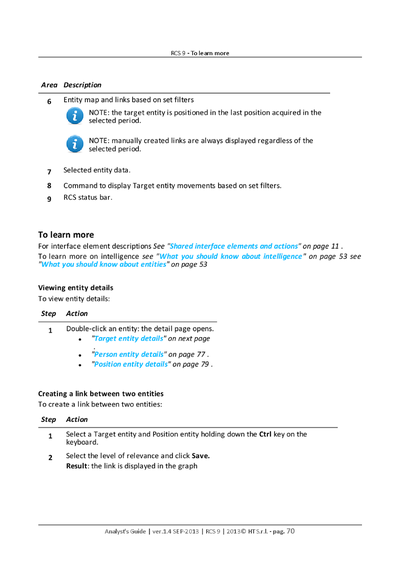 RCS 9 - To learn more
Area Description
6 Entity map and links based on set filters
NOTE: the target entity is positioned in the last position acquired in the
selected period.
NOTE: manually created links are always displayed regardless of the
selected period.
7 Selected entity data.
8 Command to display Target entity movements based on set filters.
9 RCS status bar.
To learn more
For interface element descriptions See "Shared interface elements and actions" on page 11 .
To learn more on intelligence see "What you should know about intelligence" on page 53 see
"What you should know about entities" on page 53
Viewing entity details
To view entity details:
Step Action
1 Double-click an entity: the detail page opens.
• "Target entity details" on next page
.
• "Person entity details" on page 77 .
• "Position entity details" on page 79 .
Creating a link between two entities
To create a link between two entities:
Step Action
1 Select a Target entity and Position entity holding down the Ctrl key on the
keyboard.
2 Select the level of relevance and click Save.
Result: the link is displayed in the graph
Analyst's Guide | ver.1.4 SEP-2013 | RCS 9 | 2013© HT S.r.l. - pag. 70